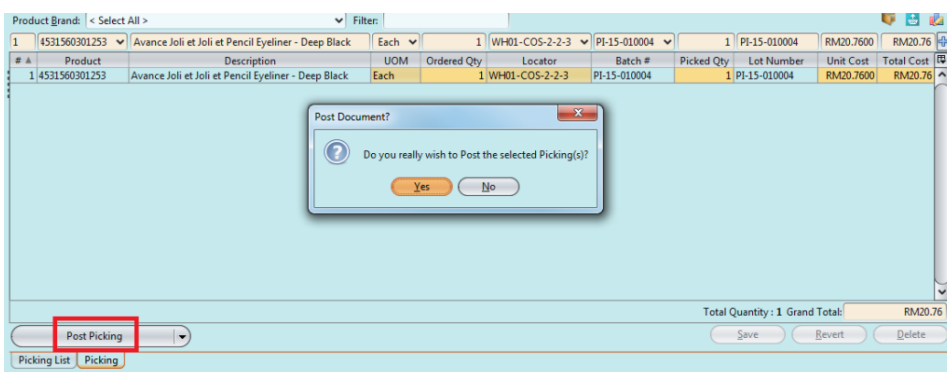 Product Brand: < Select All > Filter:
1 4531560301253 Avance Joli et Joli et Pencil Eyeliner - Deep Black Each 1 WH01-COS-2-2-3 PI-15-010004 1 PI-15-010004 RM20.7600 RM20.76
# Product Description UOM Ordered Qty Locator Batch # Picked Qty Lot Number Unit Cost Total Cost
1 4531560301253 Avance Joli et Joli et Pencil Eyeliner - Deep Black Each 1 WH01-COS-2-2-3 PI-15-010004 1 PI-15-010004 RM20.7600 RM20.76
Post Document?
Do you really wish to Post the selected Picking(s)?
Yes No
Total Quantity : 1 Grand Total: RM20.76
Post Picking Save Revert Delete
Picking List Picking